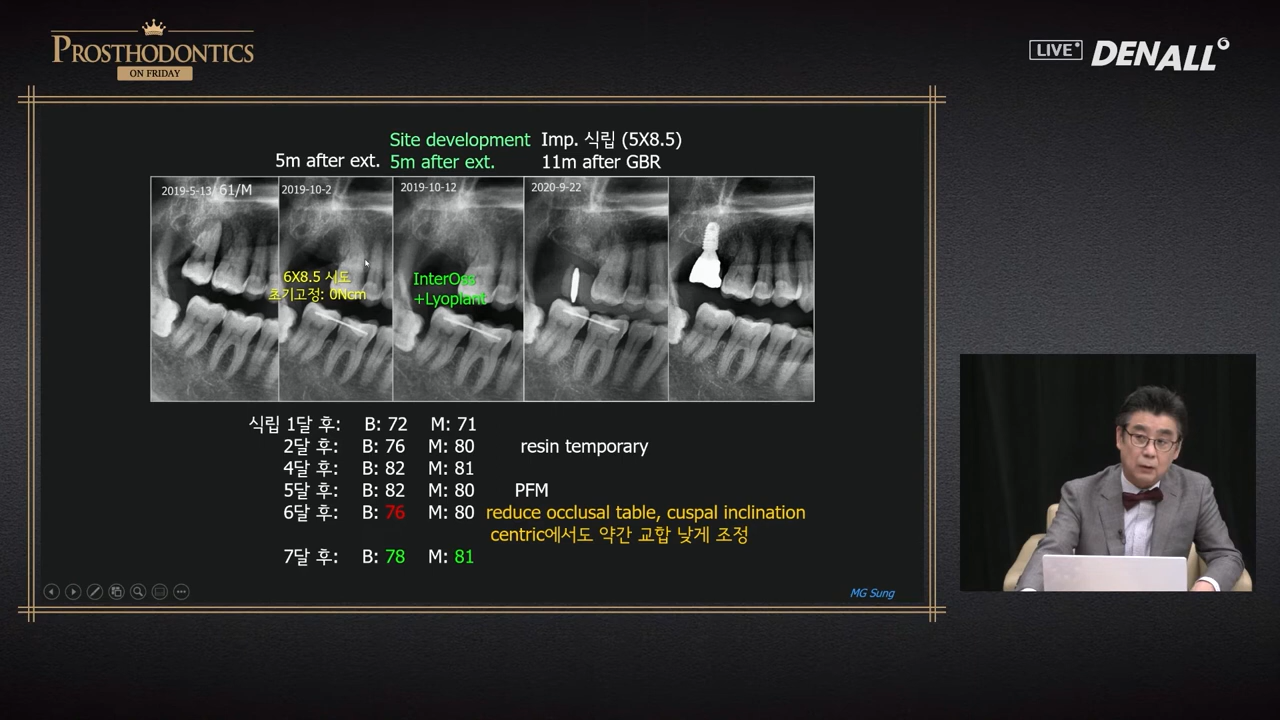 PROSTHODONTICS
ON FRIDAY
LIVE
DENALL
Site development Imp. 식립 (5X8.5)
5m after ext. 5m after ext. 11m after GBR
2019-5-13 61/M 2019-10-2 2019-10-12 2020-9-22
6X8.5 시도
초기고정: 0Ncm
InterOss
+Lyoplant
식립 1달 후: B: 72 M: 71
2달 후: B: 76 M: 80 resin temporary
4달 후: B: 82 M: 81
5달 후: B: 82 M: 80 PFM
6달 후: B: 76 M: 80 reduce occlusal table, cuspal inclination
centric에서도 약간 교합 낮게 조정
7달 후: B: 78 M: 81
MG Sung